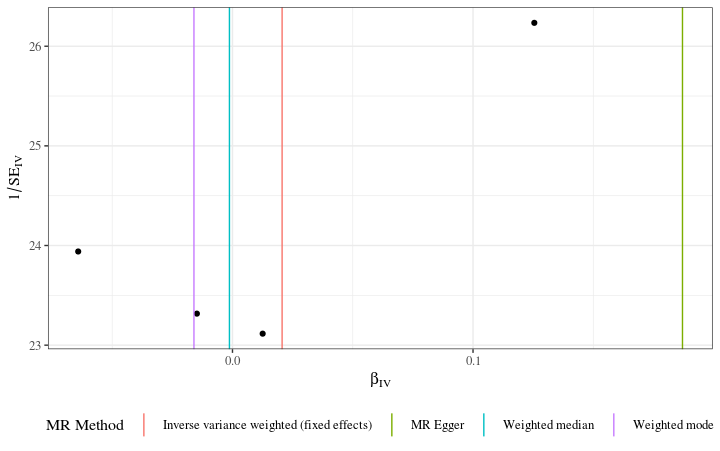 26
25
24
23
1/SE_IV
0.0
0.1
β_IV
MR Method
Inverse variance weighted (fixed effects)
MR Egger
Weighted median
Weighted mode